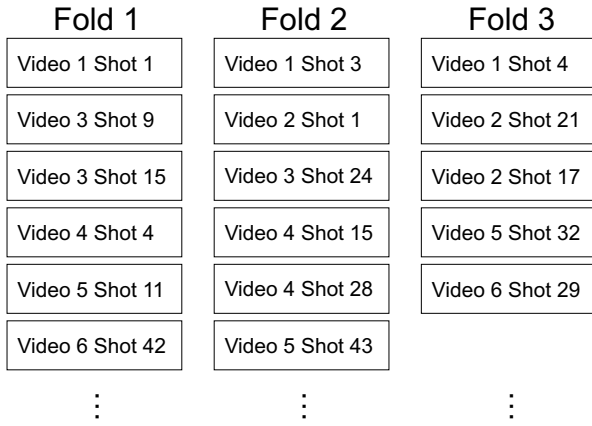 Fold 1
Video 1 Shot 1
Video 3 Shot 9
Video 3 Shot 15
Video 4 Shot 4
Video 5 Shot 11
Video 6 Shot 42
⋮
Fold 2
Video 1 Shot 3
Video 2 Shot 1
Video 3 Shot 24
Video 4 Shot 15
Video 4 Shot 28
Video 5 Shot 43
⋮
Fold 3
Video 1 Shot 4
Video 2 Shot 21
Video 2 Shot 17
Video 5 Shot 32
Video 6 Shot 29
⋮